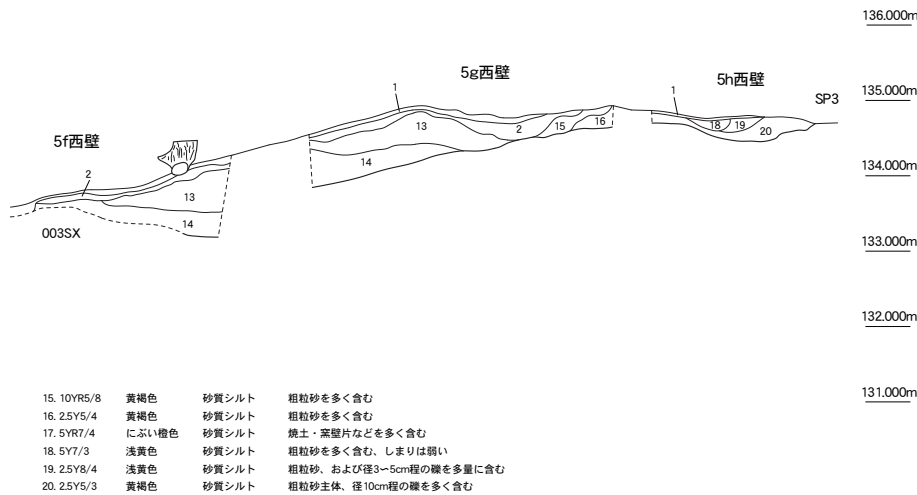 136.000m
5g西壁
5h西壁
1
1
135.000m
SP3
13
2
15
16
18
19
20
5f西壁
14
134.000m
2
13
14
003SX
133.000m
132.000m
131.000m
15. 10YR5/8 黄褐色 砂質シルト 粗粒砂を多く含む
16. 2.5Y5/4 黄褐色 砂質シルト 粗粒砂を多く含む
17. 5YR7/4 にぶい橙色 砂質シルト 焼土・窯壁片などを多く含む
18. 5Y7/3 浅黄色 砂質シルト 粗粒砂を多く含む、しまりは弱い
19. 2.5Y8/4 浅黄色 砂質シルト 粗粒砂、および径3〜5cm程の礫を多量に含む
20. 2.5Y5/3 黄褐色 砂質シルト 粗粒砂主体、径10cm程の礫を多く含む